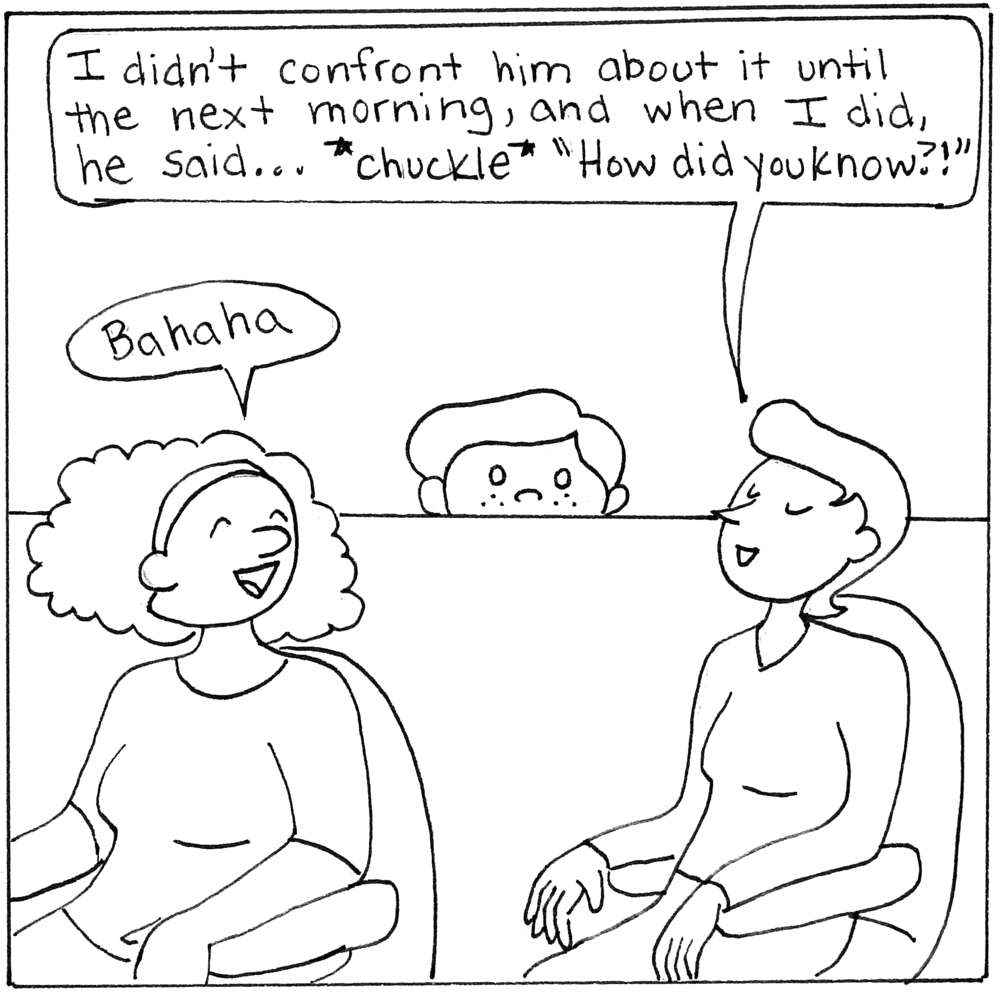 I didn't confront him about it until
the next morning, and when I did,
he said... *chuckle* "How did you know?!"
Bahaha